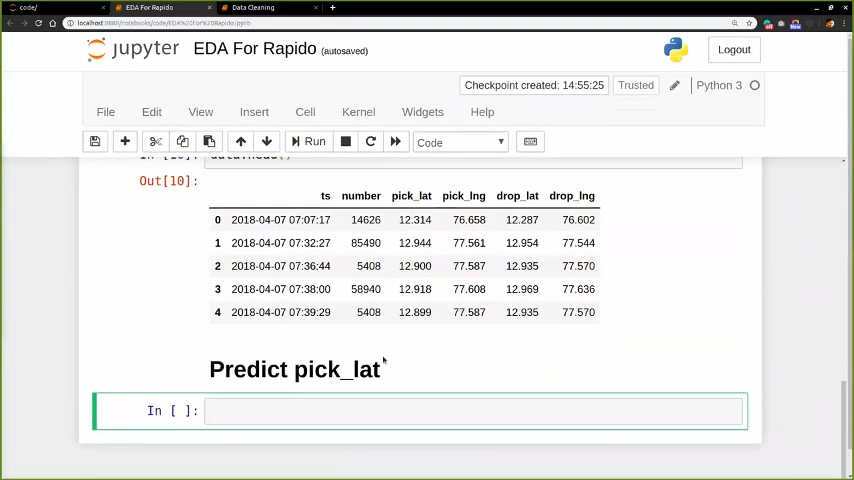 code/ EDA For Rapido Data Cleaning
localhost:8888/notebooks/code/EDA%20For%20Rapido.ipynb
jupyter EDA For Rapido (autosaved) Logout
Checkpoint created: 14:55:25 Trusted Python 3
File Edit View Insert Cell Kernel Widgets Help
Run Code
In [10]: data.head()
Out[10]:
ts number pick_lat pick_lng drop_lat drop_lng
0 2018-04-07 07:07:17 14626 12.314 76.658 12.287 76.602
1 2018-04-07 07:32:27 85490 12.944 77.561 12.954 77.544
2 2018-04-07 07:36:44 5408 12.900 77.587 12.935 77.570
3 2018-04-07 07:38:00 58940 12.918 77.608 12.969 77.636
4 2018-04-07 07:39:29 5408 12.899 77.587 12.935 77.570
Predict pick_lat
In [ ]: